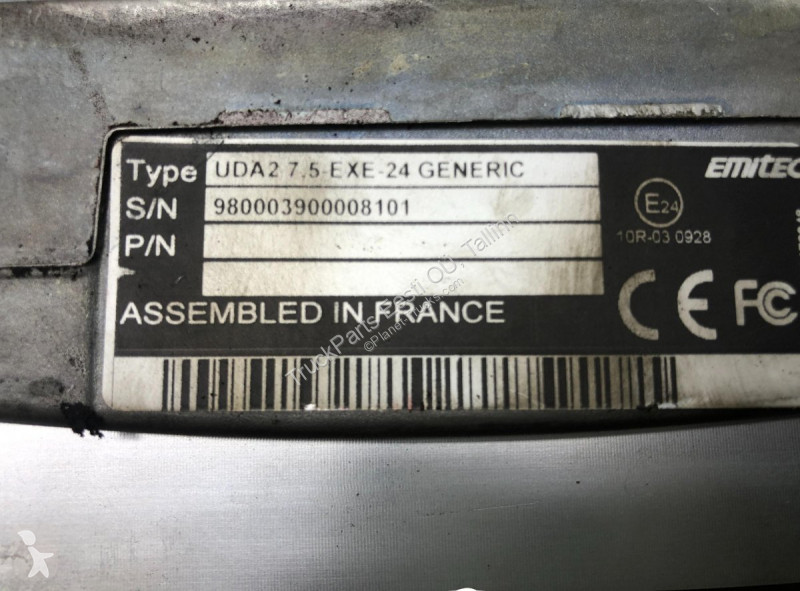 Type UDA2 7.5-EXE-24 GENERIC
EMITEC
S/N 980003900008101
E24
P/N
10R-03 0928
ASSEMBLED IN FRANCE
CE FC
TruckParts Eesti OÜ, Tallinn
©PlanetTrucks.com